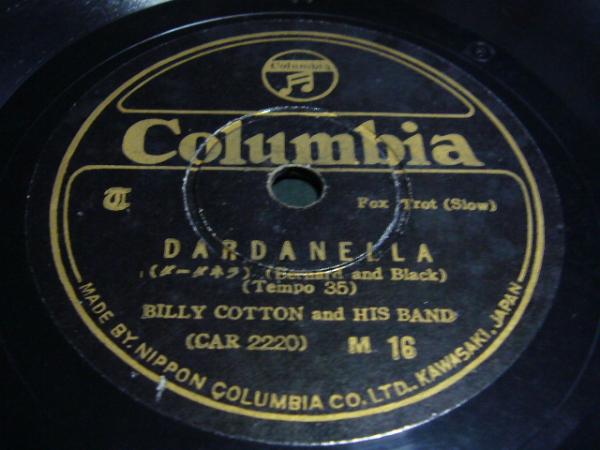 Columbia
Columbia
Fox Trot (Slow)
DARDANELLA
(ダーダネラ) (Bernard and Black)
(Tempo 35)
BILLY COTTON and HIS BAND
(CAR 2220) M 16
MADE BY NIPPON COLUMBIA CO. LTD., KAWASAKI, JAPAN